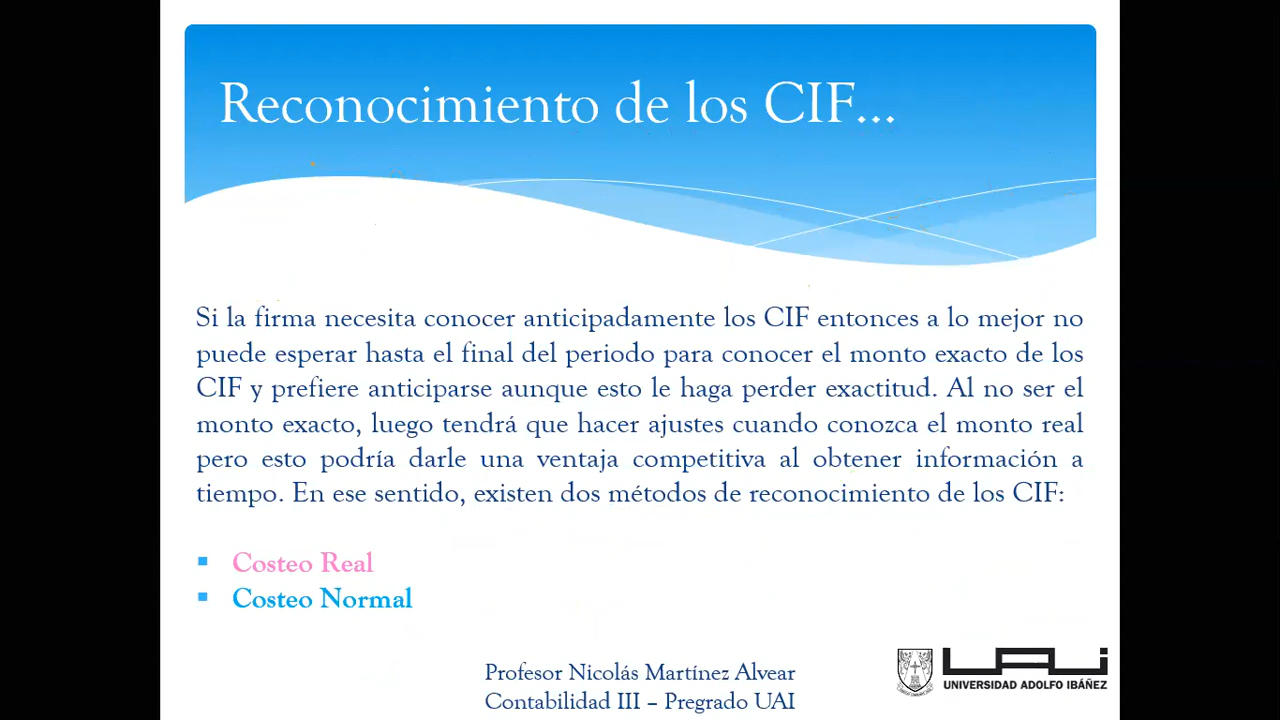 Reconocimiento de los CIF...
Si la firma necesita conocer anticipadamente los CIF entonces a lo mejor no
puede esperar hasta el final del periodo para conocer el monto exacto de los
CIF y prefiere anticiparse aunque esto le haga perder exactitud. Al no ser el
monto exacto, luego tendrá que hacer ajustes cuando conozca el monto real
pero esto podría darle una ventaja competitiva al obtener información a
tiempo. En ese sentido, existen dos métodos de reconocimiento de los CIF:
▪ Costeo Real
▪ Costeo Normal
Profesor Nicolás Martínez Alvear
Contabilidad III – Pregrado UAI
UAI
UNIVERSIDAD ADOLFO IBÁÑEZ